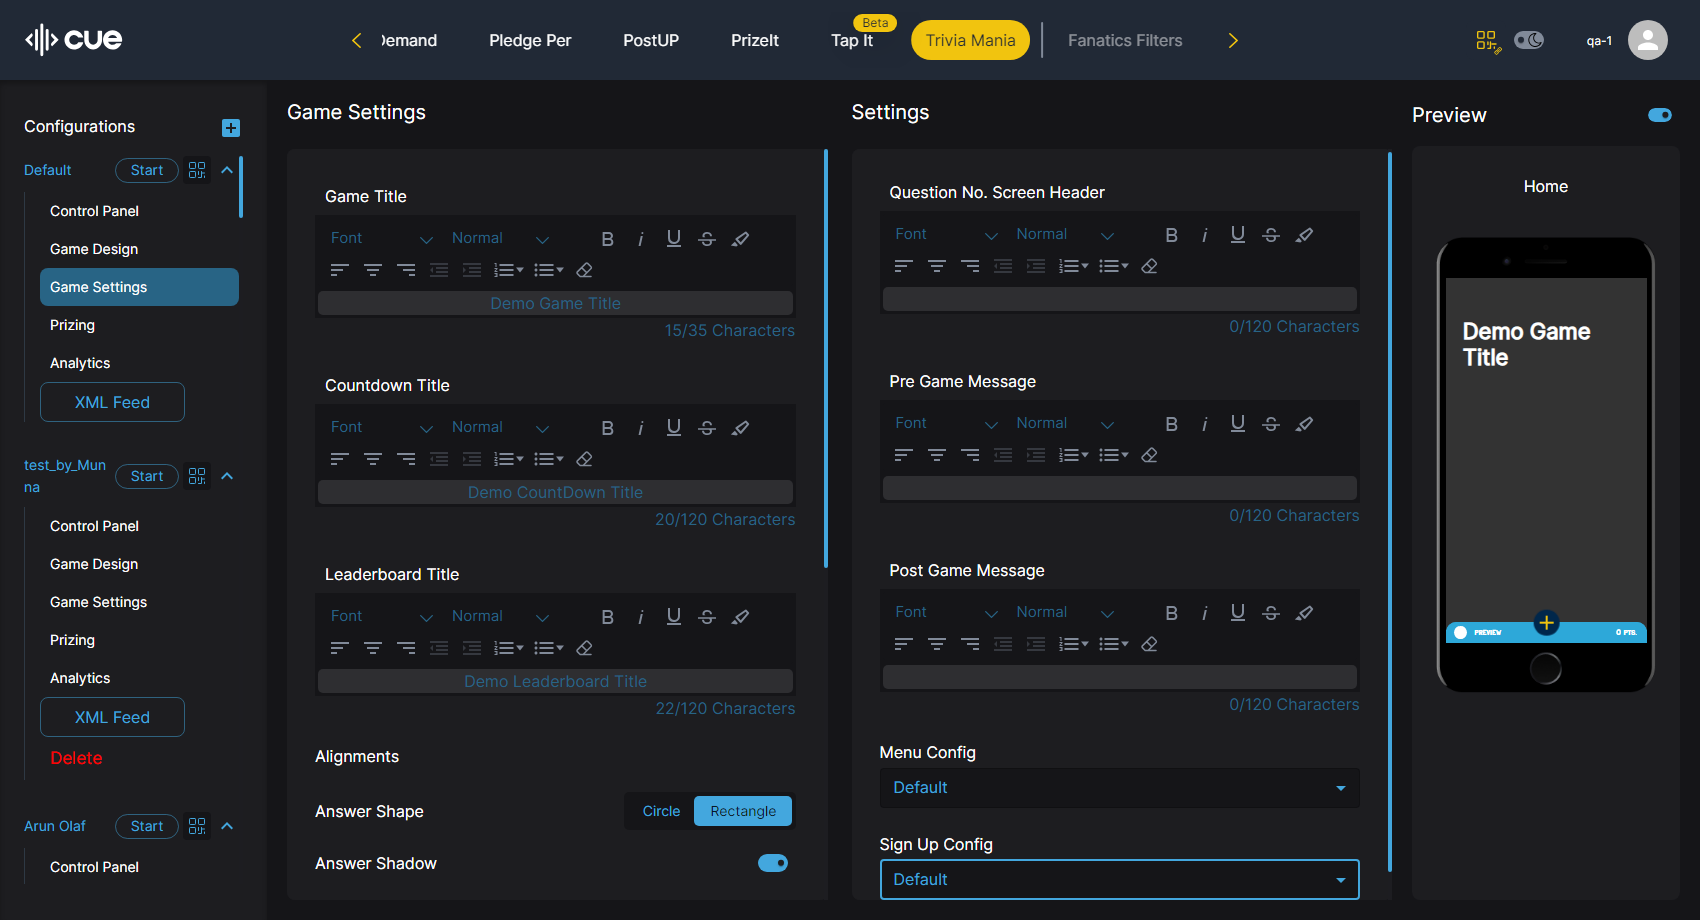 cue
Demand
Pledge Per
PostUP
PrizeIt
Tap It
Beta
Trivia Mania
Fanatics Filters
qa-1
Configurations
Default
Start
Control Panel
Game Design
Game Settings
Prizing
Analytics
XML Feed
test_by_Mun
na
Start
Control Panel
Game Design
Game Settings
Prizing
Analytics
XML Feed
Delete
Arun Olaf
Start
Control Panel
Game Settings
Game Title
Font
Normal
Demo Game Title
15/35 Characters
Countdown Title
Font
Normal
Demo CountDown Title
20/120 Characters
Leaderboard Title
Font
Normal
Demo Leaderboard Title
22/120 Characters
Alignments
Answer Shape
Circle
Rectangle
Answer Shadow
Settings
Question No. Screen Header
Font
Normal
0/120 Characters
Pre Game Message
Font
Normal
0/120 Characters
Post Game Message
Font
Normal
0/120 Characters
Menu Config
Default
Sign Up Config
Default
Preview
Home
Demo Game
Title
PREVIEW
0 PTS.